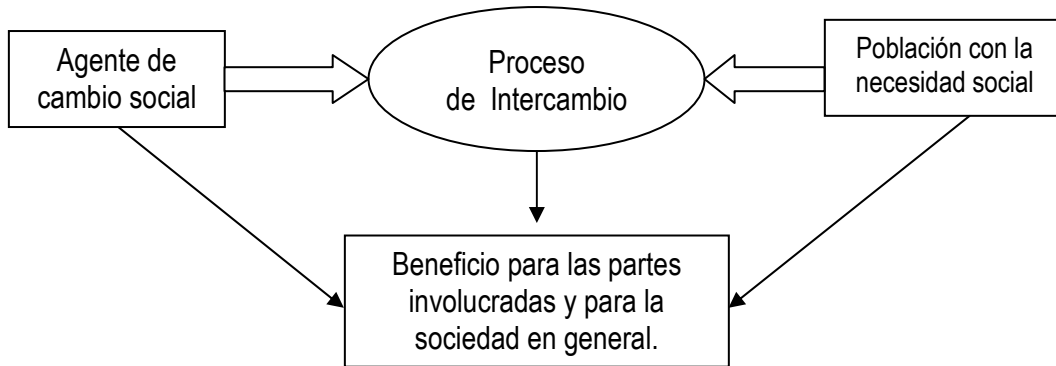 Agente de
cambio social
Proceso
de Intercambio
Población con la
necesidad social
Beneficio para las partes
involucradas y para la
sociedad en general.